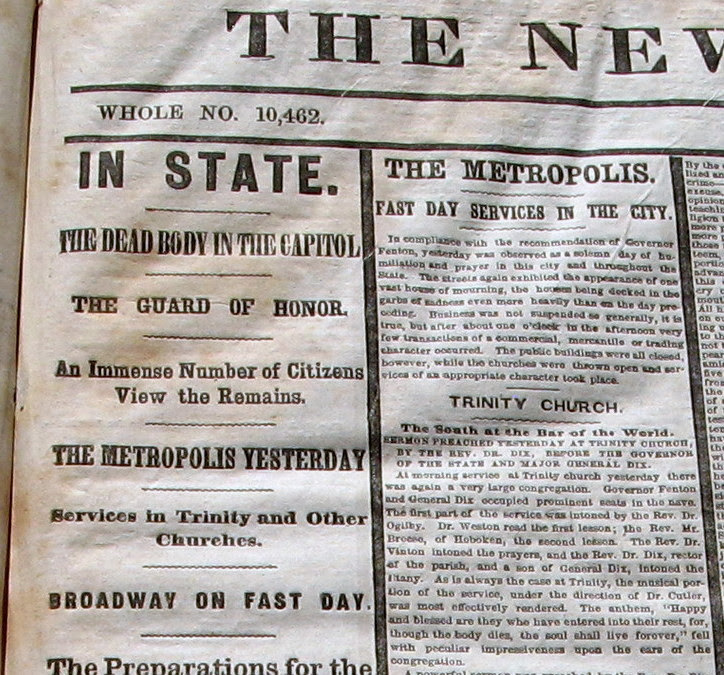 THE NEW
WHOLE NO. 10,462.
IN STATE.
THE DEAD BODY IN THE CAPITOL
THE GUARD OF HONOR.
An Immense Number of Citizens
View the Remains.
THE METROPOLIS YESTERDAY
Services in Trinity and Other
Churches.
BROADWAY ON FAST DAY.
The Preparations for the
THE METROPOLIS.
FAST DAY SERVICES IN THE CITY.
In compliance with the recommendation of Governor
Fenton, yesterday was observed as a solemn day of hu-
miliation and prayer in this city and throughout the
State. The streets again exhibited the appearance of one
vast house of mourning, the houses being decked in the
garbs of sadness even more heavily than on the day pre
ceding. Business was not suspended so generally, it is
true, but after about one o'clock in the afternoon very
few transactions of a commercial, mercantile or trading
character occurred. The public buildings were all closed,
however, while the churches were thrown open and ser-
vices of an appropriate character took place.
TRINITY CHURCH.
The South at the Bar of the World.
SERMON PREACHED YESTERDAY AT TRINITY CHURCH,
BY THE REV. DR. DIX, BEFORE THE GOVERNOR
OF THE STATE AND MAJOR GENERAL DIX.
At morning service at Trinity church yesterday there
was again a very large congregation. Governor Fenton
and General Dix occupied prominent seats in the nave.
The first part of the service was intoned by the Rev. Dr.
Ogilby. Dr. Weston read the first lesson; the Rev. Mr.
Breese, of Hoboken, the second lesson. The Rev. Dr.
Vinton intoned the prayers, and the Rev. Dr. Dix, rector
of the parish, and a son of General Dix, intoned the
litany. As is always the case at Trinity, the musical por-
tion of the service, under the direction of Dr. Cutler,
was most effectively rendered. The anthem, "Happy
and blessed are they who have entered into their rest, for,
though the body dies, the soul shall live forever," fell
with peculiar impressiveness upon the ears of the
congregation.